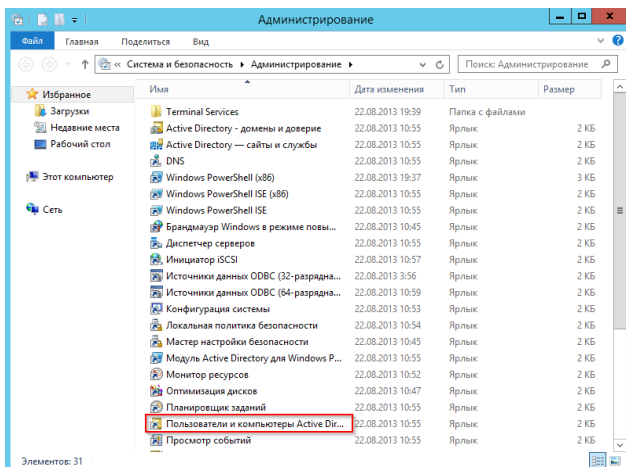 Администрирование
Файл Главная Поделиться Вид
« Система и безопасность ▸ Администрирование ▸ Поиск: Администрирование
Имя Дата изменения Тип Размер
Избранное
Загрузки
Недавние места
Рабочий стол
Этот компьютер
Сеть
Terminal Services 22.08.2013 19:39 Папка с файлами
Active Directory - домены и доверие 22.08.2013 10:55 Ярлык 2 КБ
Active Directory — сайты и службы 22.08.2013 10:55 Ярлык 2 КБ
DNS 22.08.2013 10:55 Ярлык 2 КБ
Windows PowerShell (x86) 22.08.2013 19:37 Ярлык 3 КБ
Windows PowerShell ISE (x86) 22.08.2013 10:55 Ярлык 2 КБ
Windows PowerShell ISE 22.08.2013 10:55 Ярлык 2 КБ
Брандмауэр Windows в режиме повы... 22.08.2013 10:45 Ярлык 2 КБ
Диспетчер серверов 22.08.2013 10:55 Ярлык 2 КБ
Инициатор iSCSI 22.08.2013 10:57 Ярлык 2 КБ
Источники данных ODBC (32-разрядна... 22.08.2013 3:56 Ярлык 2 КБ
Источники данных ODBC (64-разрядна... 22.08.2013 10:59 Ярлык 2 КБ
Конфигурация системы 22.08.2013 10:53 Ярлык 2 КБ
Локальная политика безопасности 22.08.2013 10:54 Ярлык 2 КБ
Мастер настройки безопасности 22.08.2013 10:45 Ярлык 2 КБ
Модуль Active Directory для Windows P... 22.08.2013 10:55 Ярлык 2 КБ
Монитор ресурсов 22.08.2013 10:52 Ярлык 2 КБ
Оптимизация дисков 22.08.2013 10:47 Ярлык 2 КБ
Планировщик заданий 22.08.2013 10:55 Ярлык 2 КБ
Пользователи и компьютеры Active Dir... 22.08.2013 10:55 Ярлык 2 КБ
Просмотр событий 22.08.2013 10:55 Ярлык 2 КБ
Элементов: 31